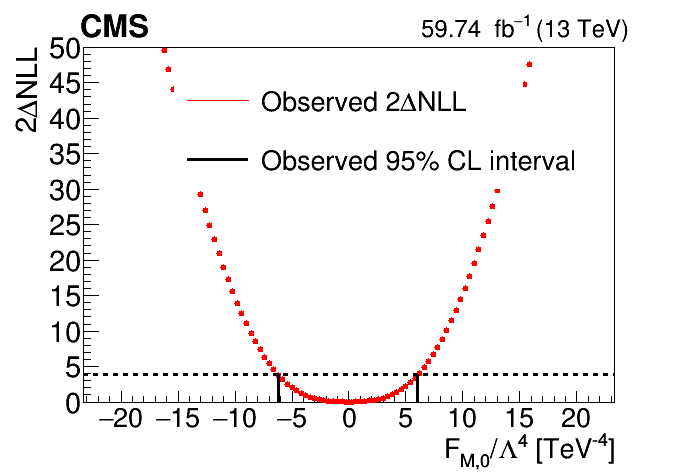 CMS
59.74 fb⁻¹ (13 TeV)
2ΔNLL
50
45
40
35
30
25
20
15
10
5
0
Observed 2ΔNLL
Observed 95% CL interval
−20 −15 −10 −5 0 5 10 15 20
F_{M,0}/Λ⁴ [TeV⁻⁴]